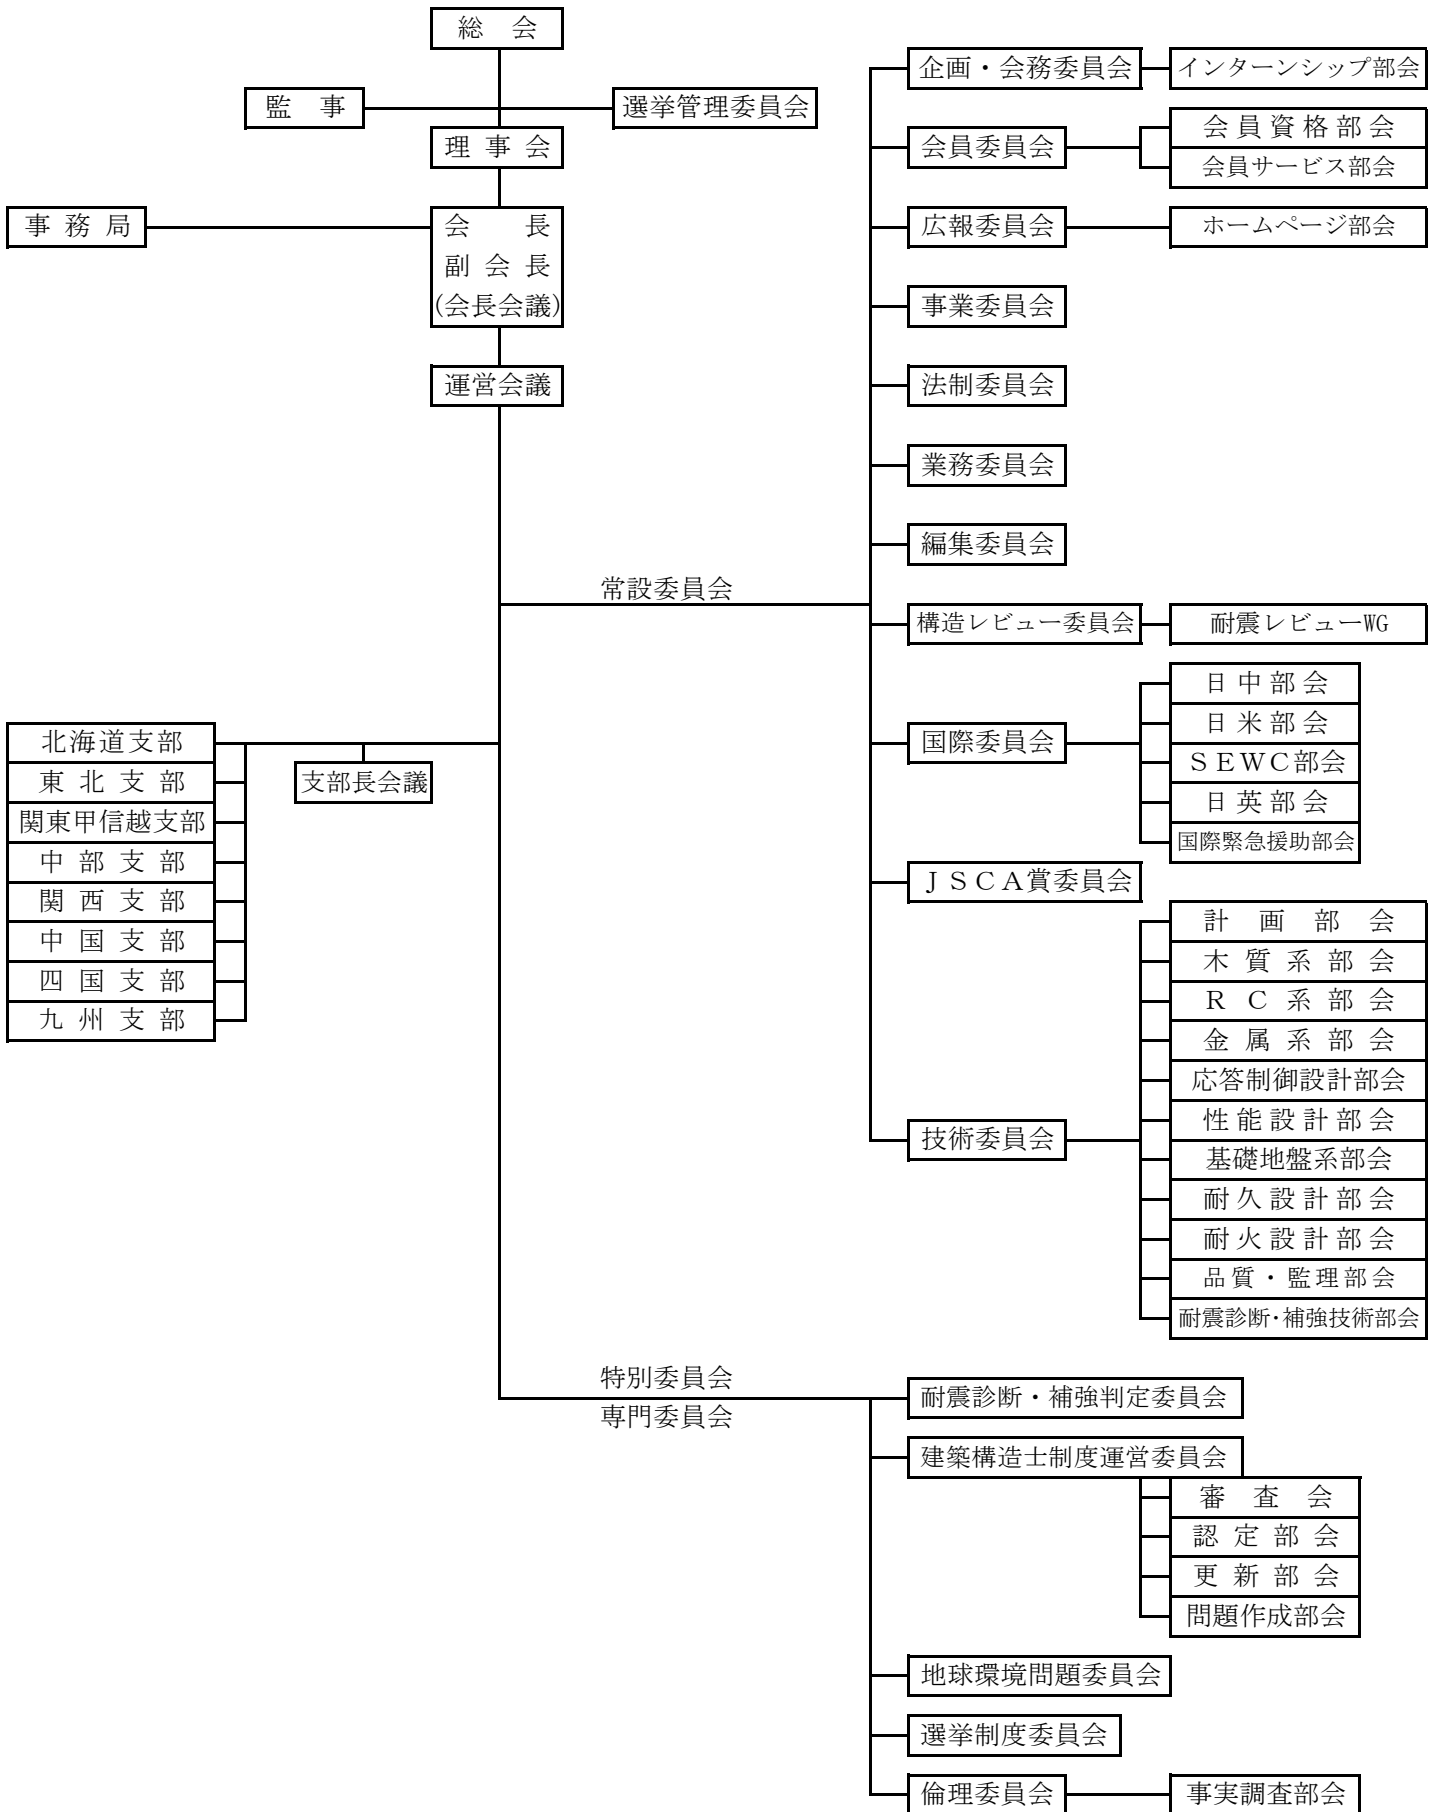 総会
監事
選挙管理委員会
理事会
事務局
会長
副会長
(会長会議)
運営会議
常設委員会
企画・会務委員会
インターンシップ部会
会員委員会
会員資格部会
会員サービス部会
広報委員会
ホームページ部会
事業委員会
法制委員会
業務委員会
編集委員会
構造レビュー委員会
耐震レビューWG
国際委員会
日中部会
日米部会
SEWC部会
日英部会
国際緊急援助部会
JSCA賞委員会
技術委員会
計画部会
木質系部会
RC系部会
金属系部会
応答制御設計部会
性能設計部会
基礎地盤系部会
耐久設計部会
耐火設計部会
品質・監理部会
耐震診断・補強技術部会
支部長会議
北海道支部
東北支部
関東甲信越支部
中部支部
関西支部
中国支部
四国支部
九州支部
特別委員会
専門委員会
耐震診断・補強判定委員会
建築構造士制度運営委員会
審査会
認定部会
更新部会
問題作成部会
地球環境問題委員会
選挙制度委員会
倫理委員会
事実調査部会